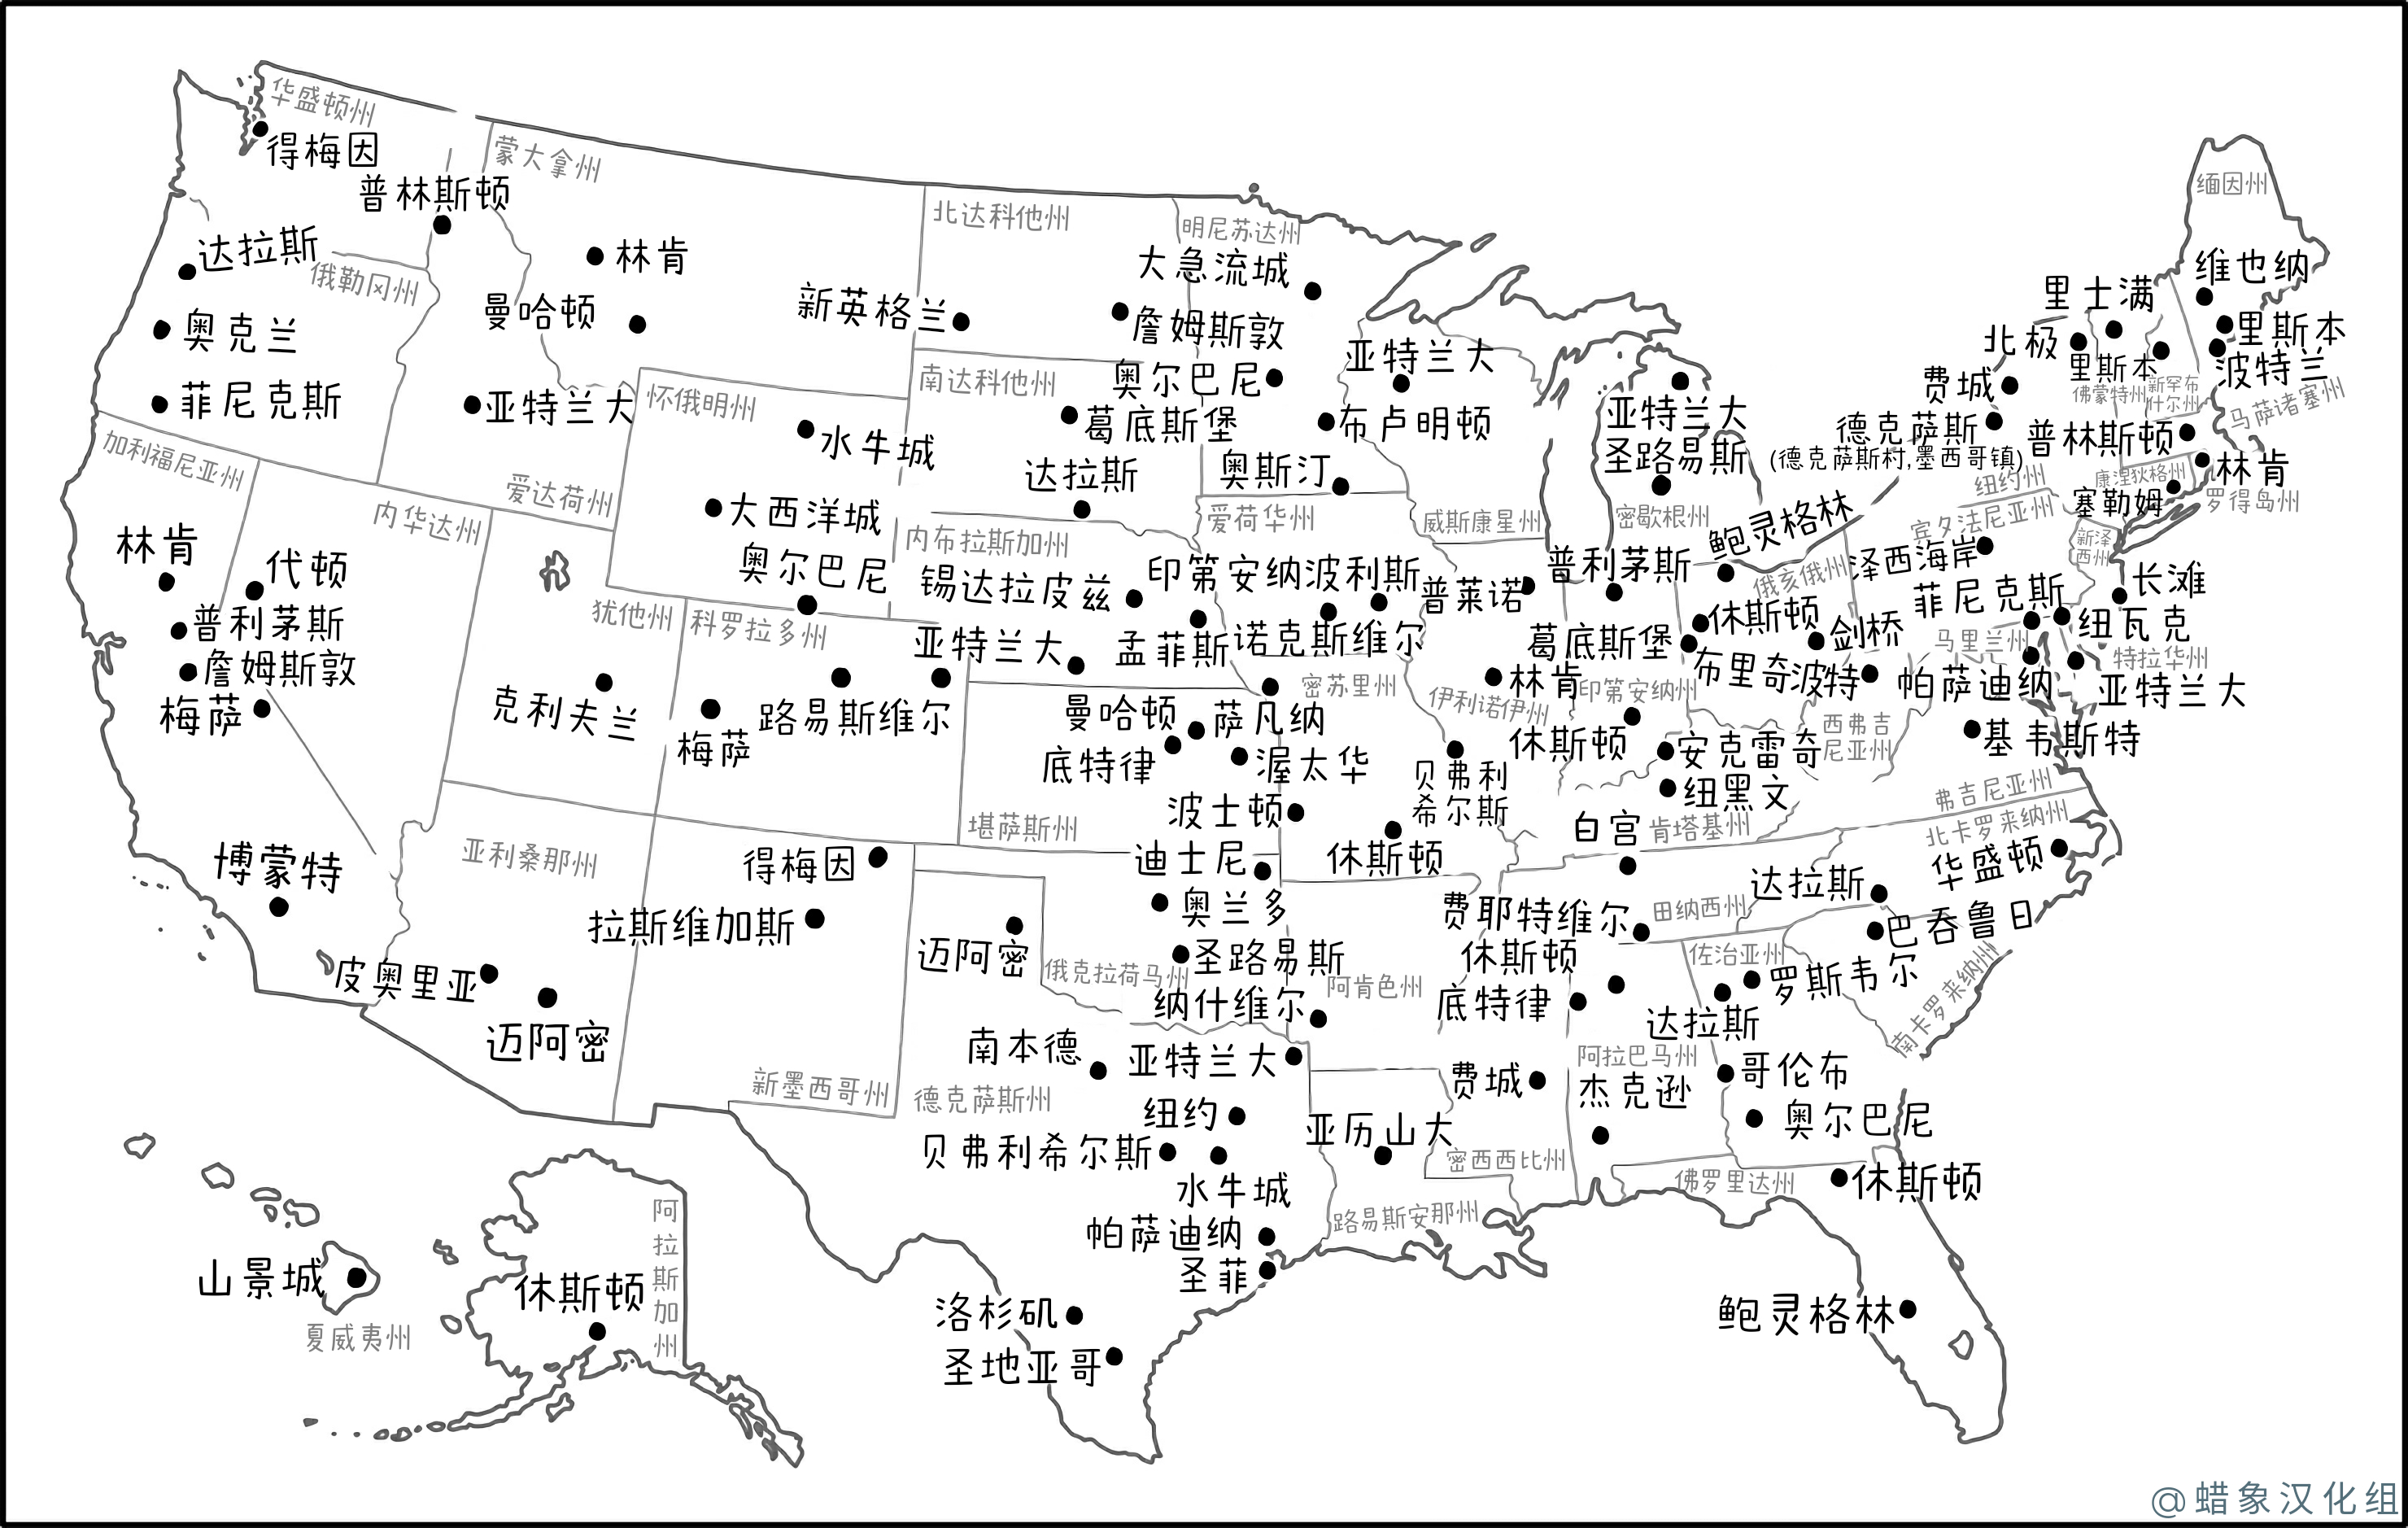 华盛顿州
得梅因
蒙大拿州
普林斯顿
达拉斯
俄勒冈州
林肯
北达科他州
明尼苏达州
缅因州
大急流城
维也纳
里士满
曼哈顿
新英格兰
奥克兰
詹姆斯敦
里斯本
北极
亚特兰大
里斯本
波特兰
奥尔巴尼
南达科他州
费城
佛蒙特州
新罕布
什尔州
马萨诸塞州
菲尼克斯
亚特兰大
怀俄明州
葛底斯堡
布卢明顿
亚特兰大
德克萨斯
普林斯顿
加利福尼亚州
水牛城
圣路易斯
(德克萨斯村,墨西哥镇)
林肯
达拉斯
奥斯汀
纽约州
康涅狄格州
爱达荷州
内华达州
大西洋城
爱荷华州
威斯康星州
密歇根州
鲍灵格林
塞勒姆
罗得岛州
宾夕法尼亚州
林肯
代顿
奥尔巴尼
内布拉斯加州
新泽
西州
泽西海岸
锡达拉皮兹
印第安纳波利斯
普莱诺
普利茅斯
俄亥俄州
长滩
菲尼克斯
普利茅斯
犹他州
科罗拉多州
休斯顿
剑桥
纽瓦克
亚特兰大
孟菲斯
诺克斯维尔
葛底斯堡
马里兰州
特拉华州
詹姆斯敦
梅萨
克利夫兰
路易斯维尔
密苏里州
林肯
印第安纳州
布里奇波特
帕萨迪纳
亚特兰大
梅萨
曼哈顿
萨凡纳
伊利诺伊州
休斯顿
安克雷奇
西弗吉
尼亚州
基韦斯特
底特律
渥太华
贝弗利
希尔斯
纽黑文
弗吉尼亚州
波士顿
堪萨斯州
白宫
肯塔基州
北卡罗来纳州
博蒙特
亚利桑那州
得梅因
迪士尼
休斯顿
华盛顿
达拉斯
拉斯维加斯
奥兰多
费耶特维尔
田纳西州
巴吞鲁日
迈阿密
圣路易斯
休斯顿
佐治亚州
罗斯韦尔
皮奥里亚
俄克拉荷马州
阿肯色州
纳什维尔
底特律
达拉斯
南卡罗来纳州
迈阿密
南本德
亚特兰大
阿拉巴马州
新墨西哥州
德克萨斯州
费城
杰克逊
哥伦布
纽约
亚历山大
奥尔巴尼
贝弗利希尔斯
密西西比州
水牛城
佛罗里达州
休斯顿
路易斯安那州
帕萨迪纳
圣菲
阿拉斯加州
山景城
休斯顿
夏威夷州
洛杉矶
鲍灵格林
圣地亚哥
@蜡象汉化组